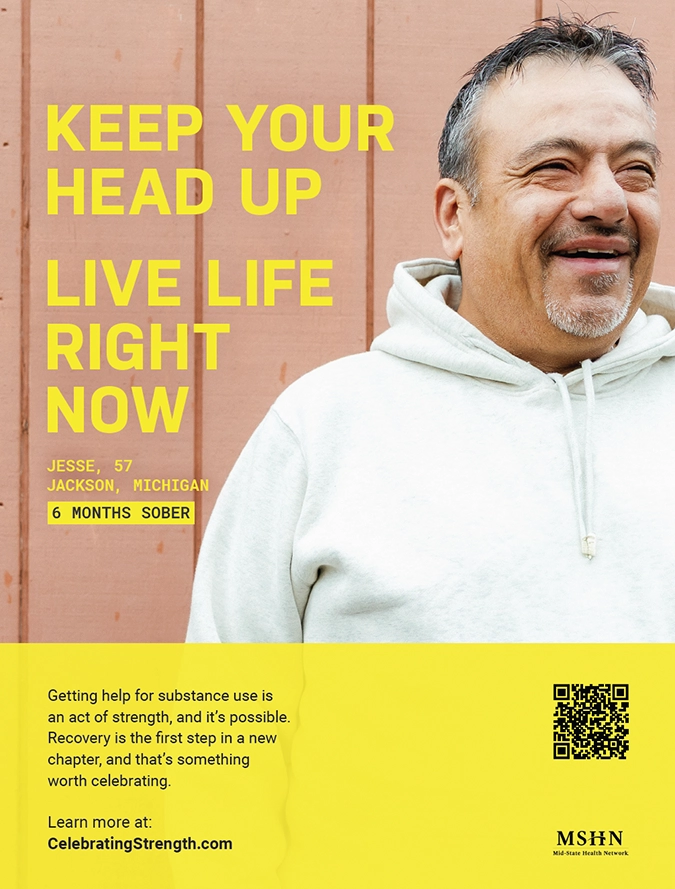 KEEP YOUR
HEAD UP
LIVE LIFE
RIGHT
NOW
JESSE, 57
JACKSON, MICHIGAN
6 MONTHS SOBER
Getting help for substance use is
an act of strength, and it’s possible.
Recovery is the first step in a new
chapter, and that’s something
worth celebrating.
Learn more at:
CelebratingStrength.com
MSHN
Mid-State Health Network